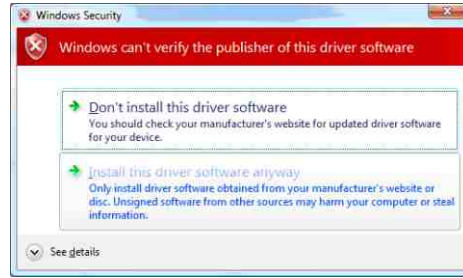 Windows Security
Windows can't verify the publisher of this driver software
Don't install this driver software
You should check your manufacturer's website for updated driver software
for your device.
Install this driver software anyway
Only install driver software obtained from your manufacturer's website or
disc. Unsigned software from other sources may harm your computer or steal
information.
See details